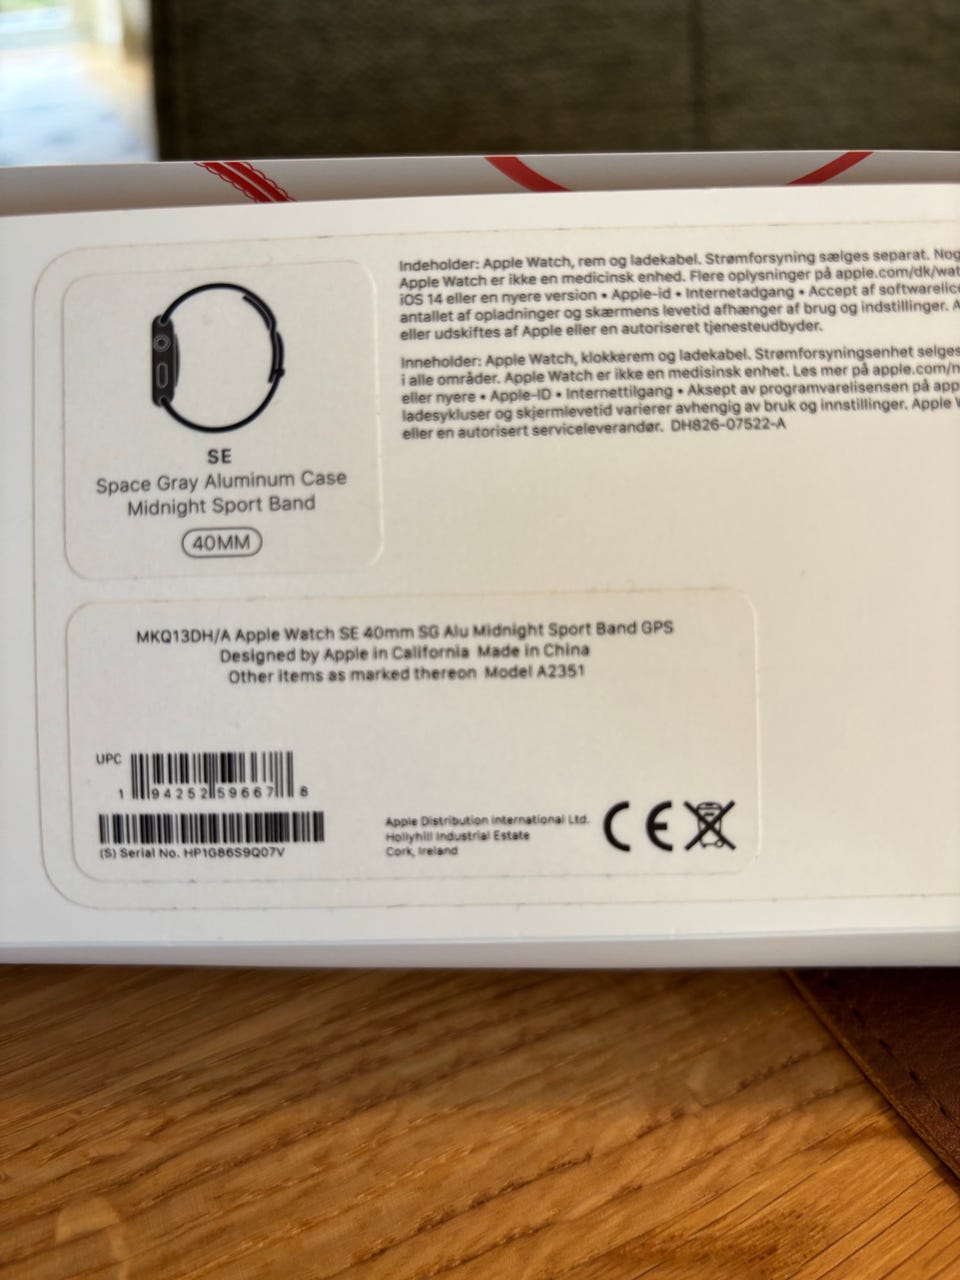 SE
Space Gray Aluminum Case
Midnight Sport Band
40MM
Indeholder: Apple Watch, rem og ladekabel. Strømforsyning sælges separat. Nog
Apple Watch er ikke en medicinsk enhed. Flere oplysninger på apple.com/dk/wat
iOS 14 eller en nyere version • Apple-id • Internetadgang • Accept af softwarelice
antallet af opladninger og skærmens levetid afhænger af brug og indstillinger. A
eller udskiftes af Apple eller en autoriseret tjenesteudbyder.
Inneholder: Apple Watch, klokkerem og ladekabel. Strømforsyningsenhet selges
i alle områder. Apple Watch er ikke en medisinsk enhet. Les mer på apple.com/n
eller nyere • Apple-ID • Internettilgang • Aksept av programvarelisensen på app
ladesykluser og skjermlevetid varierer avhengig av bruk og innstillinger. Apple W
eller en autorisert serviceleverandør. DH826-07522-A
MKQ13DH/A Apple Watch SE 40mm SG Alu Midnight Sport Band GPS
Designed by Apple in California Made in China
Other items as marked thereon Model A2351
UPC
1 94252 59667 8
(S) Serial No. HP1G86S9Q07V
Apple Distribution International Ltd.
Hollyhill Industrial Estate
Cork, Ireland
CE